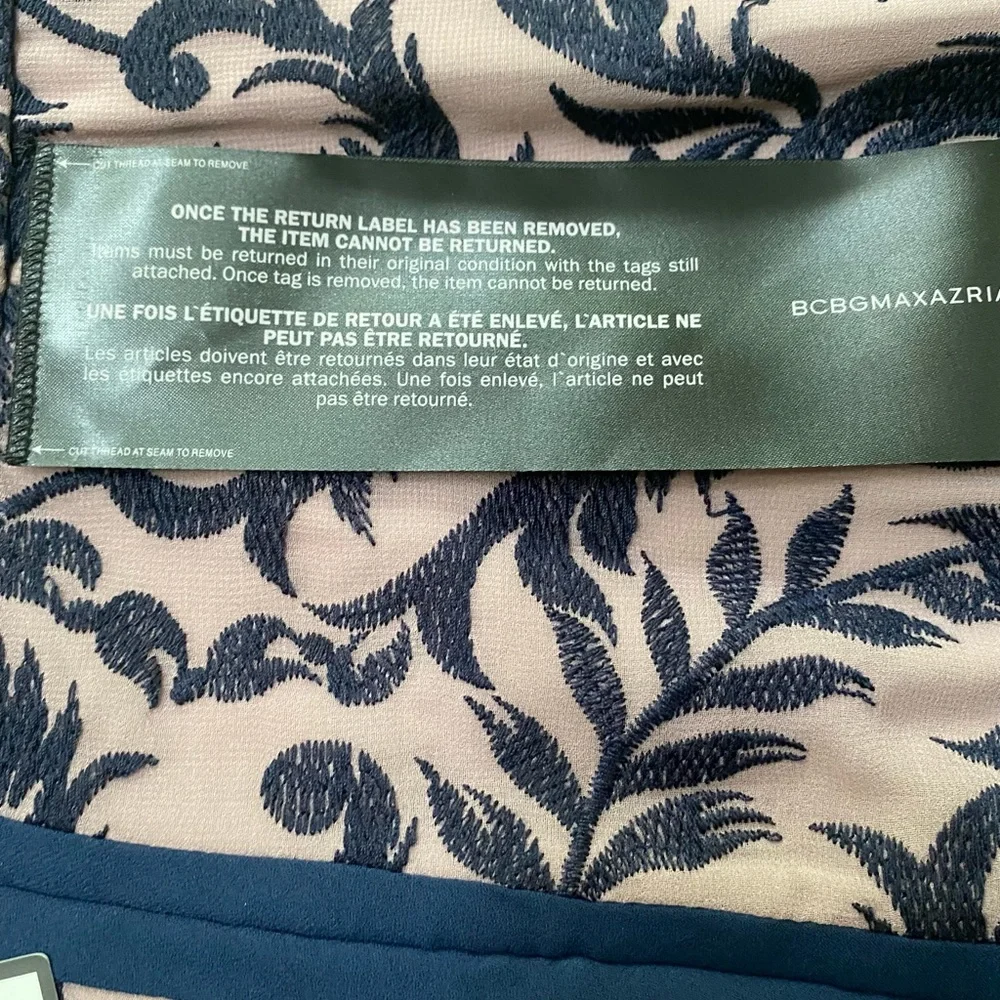 CUT THREAD AT SEAM TO REMOVE
ONCE THE RETURN LABEL HAS BEEN REMOVED,
THE ITEM CANNOT BE RETURNED.
Items must be returned in their original condition with the tags still
attached. Once tag is removed, the item cannot be returned.
UNE FOIS L`ÉTIQUETTE DE RETOUR A ÉTÉ ENLEVÉ, L`ARTICLE NE
PEUT PAS ÊTRE RETOURNÉ.
Les articles doivent être retournés dans leur état d`origine et avec
les étiquettes encore attachées. Une fois enlevé, l`article ne peut
pas être retourné.
CUT THREAD AT SEAM TO REMOVE
BCBGMAXAZRIA